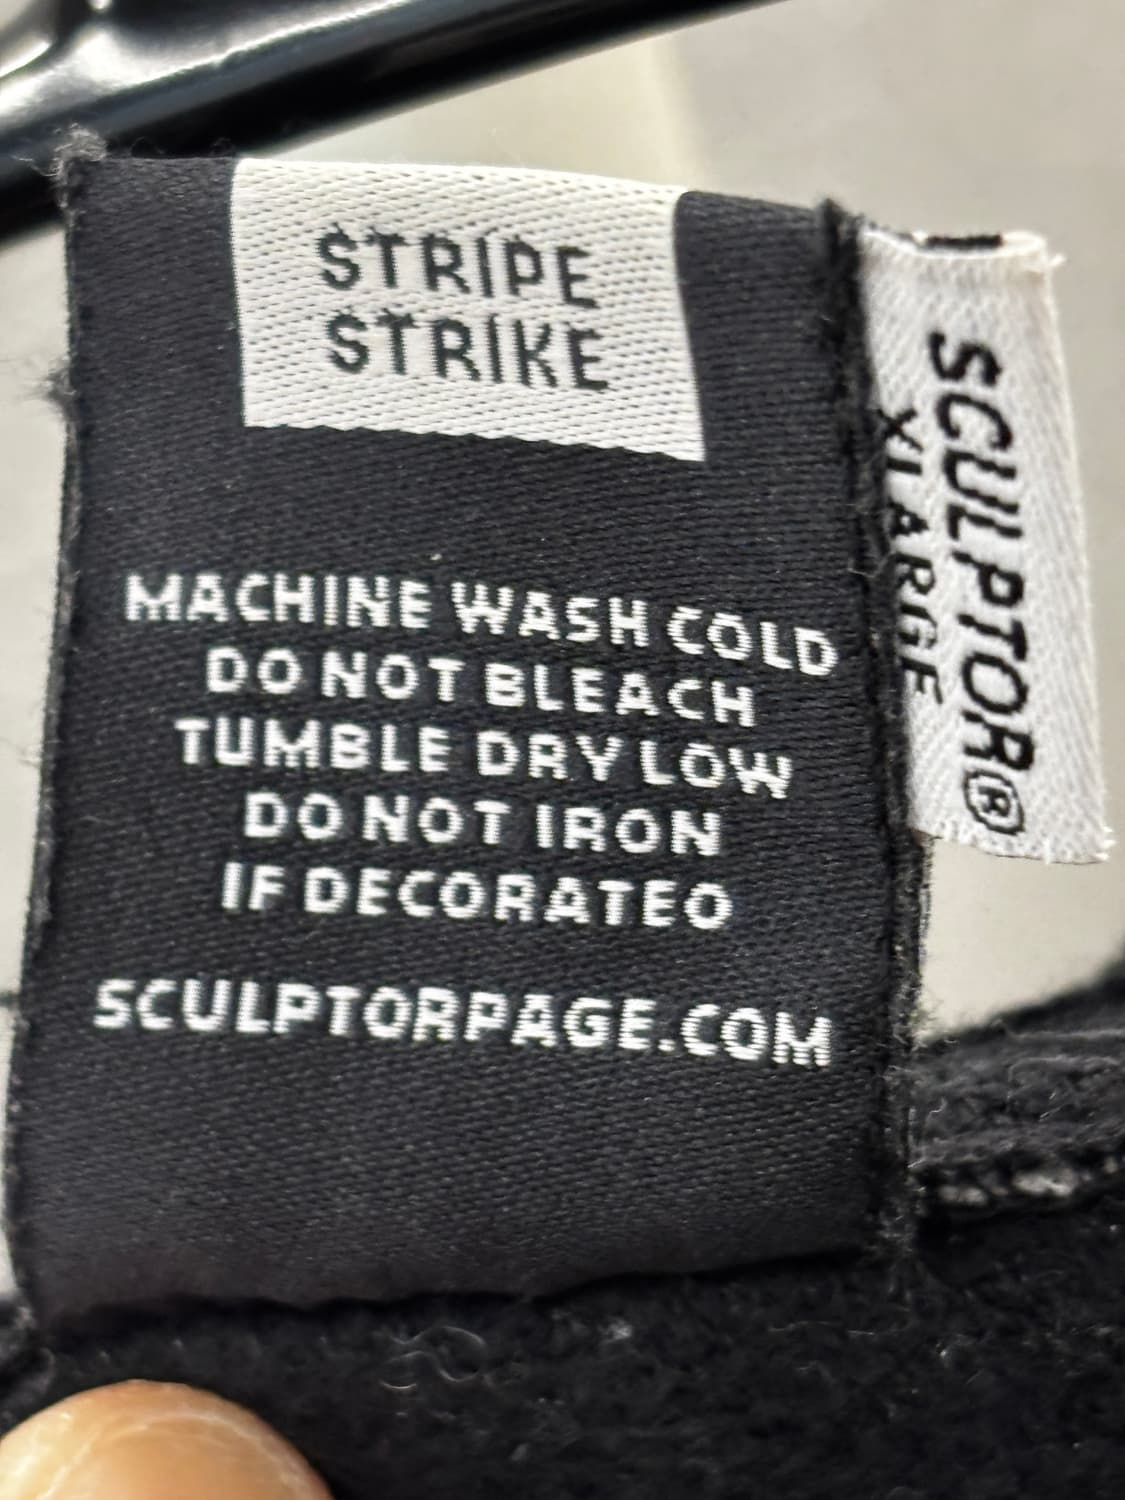 STRIPE
STRIKE
MACHINE WASH COLD
DO NOT BLEACH
TUMBLE DRY LOW
DO NOT IRON
IF DECORATED
SCULPTORPAGE.COM
SCULPTOR®
XLARGE